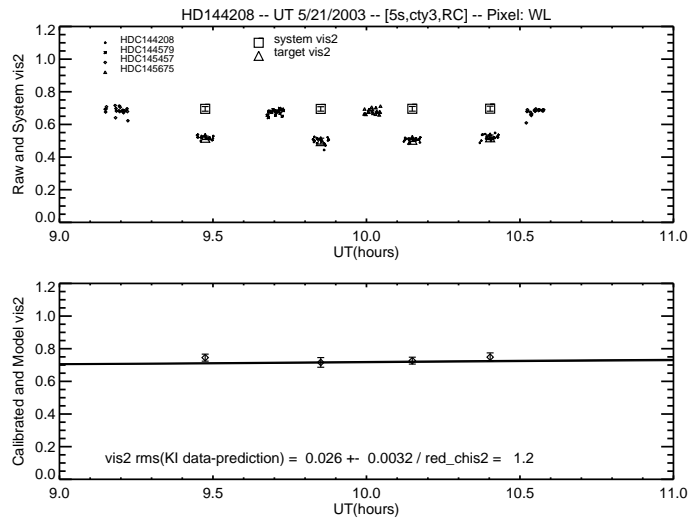 HD144208 -- UT 5/21/2003 -- [5s,cty3,RC] -- Pixel: WL
HDC144208
HDC144579
HDC145457
HDC145675
system vis2
target vis2
Raw and System vis2
1.2
1.0
0.8
0.6
0.4
0.2
0.0
9.0 9.5 10.0 10.5 11.0
UT(hours)
Calibrated and Model vis2
1.2
1.0
0.8
0.6
0.4
0.2
0.0
vis2 rms(KI data-prediction) = 0.026 +- 0.0032 / red_chis2 = 1.2
9.0 9.5 10.0 10.5 11.0
UT(hours)